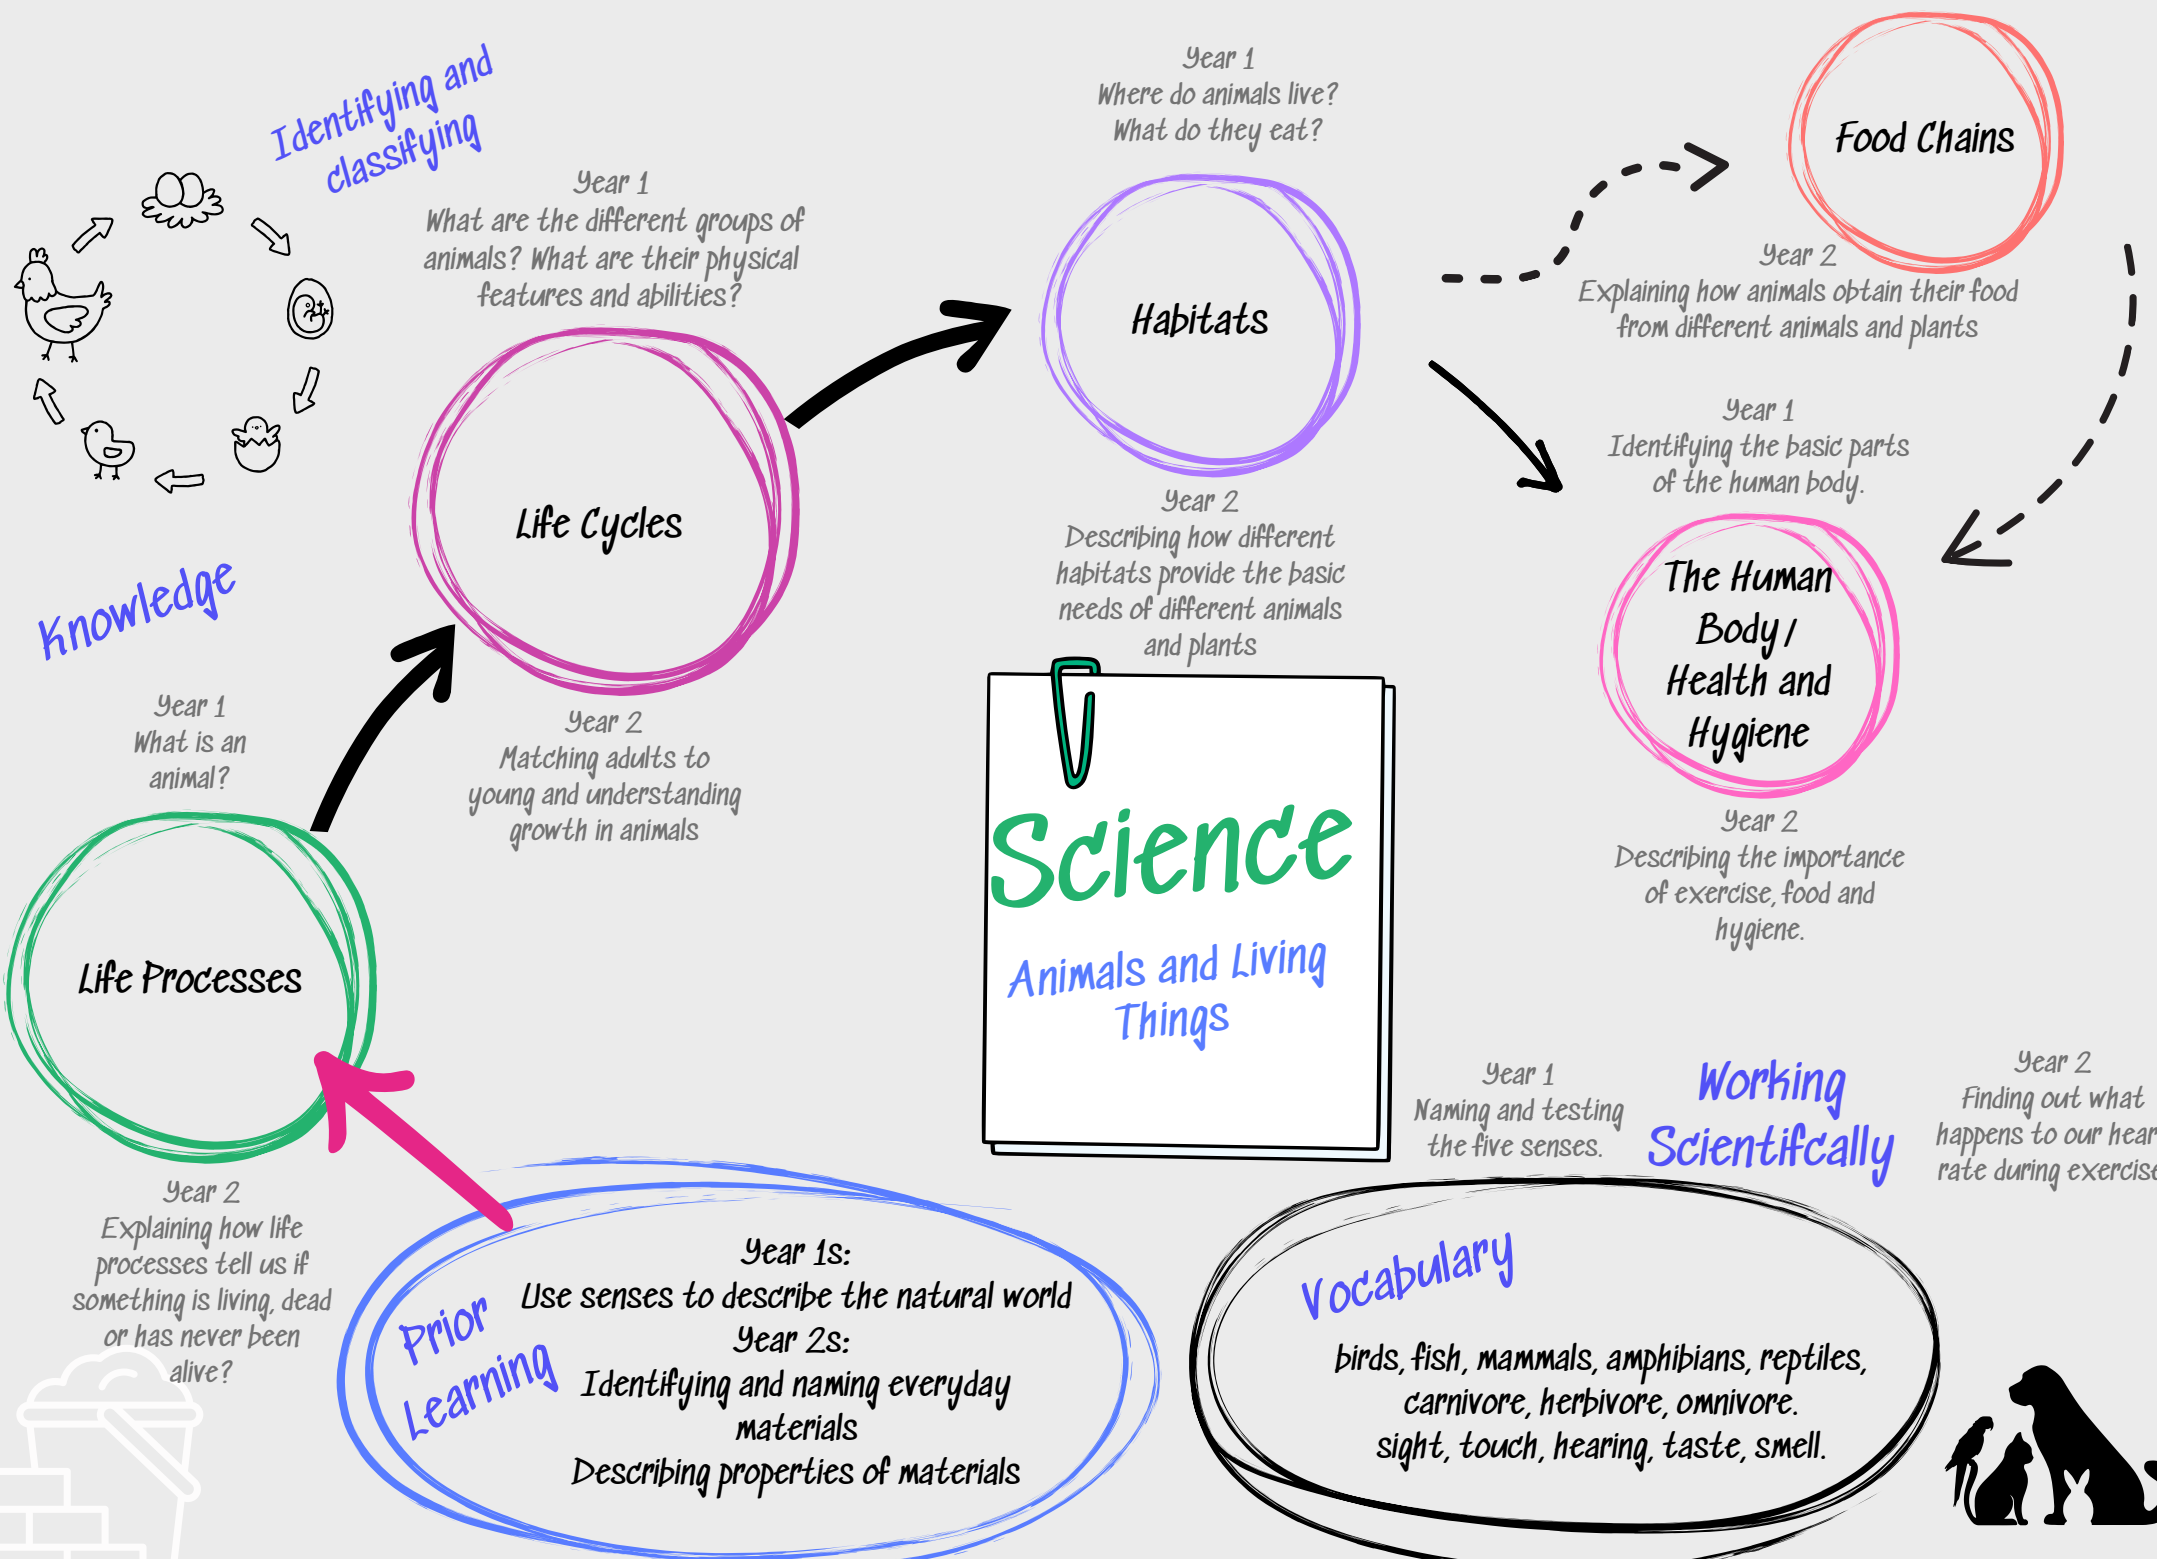 Identifying and
classifying
Year 1
What are the different groups of
animals? What are their physical
features and abilities?
Life Cycles
Year 2
Matching adults to
young and understanding
growth in animals
Knowledge
Year 1
What is an
animal?
Life Processes
Year 2
Explaining how life
processes tell us if
something is living, dead
or has never been
alive?
Year 1
Where do animals live?
What do they eat?
Habitats
Year 2
Describing how different
habitats provide the basic
needs of different animals
and plants
Food Chains
Year 2
Explaining how animals obtain their food
from different animals and plants
Year 1
Identifying the basic parts
of the human body.
The Human
Body/
Health and
Hygiene
Year 2
Describing the importance
of exercise, food and
hygiene.
Science
Animals and Living
Things
Year 1
Naming and testing
the five senses.
Working
Scientifcally
Year 2
Finding out what
happens to our hear
rate during exercise
Prior
Learning
Year 1s:
Use senses to describe the natural world
Year 2s:
Identifying and naming everyday
materials
Describing properties of materials
Vocabulary
birds, fish, mammals, amphibians, reptiles,
carnivore, herbivore, omnivore.
sight, touch, hearing, taste, smell.